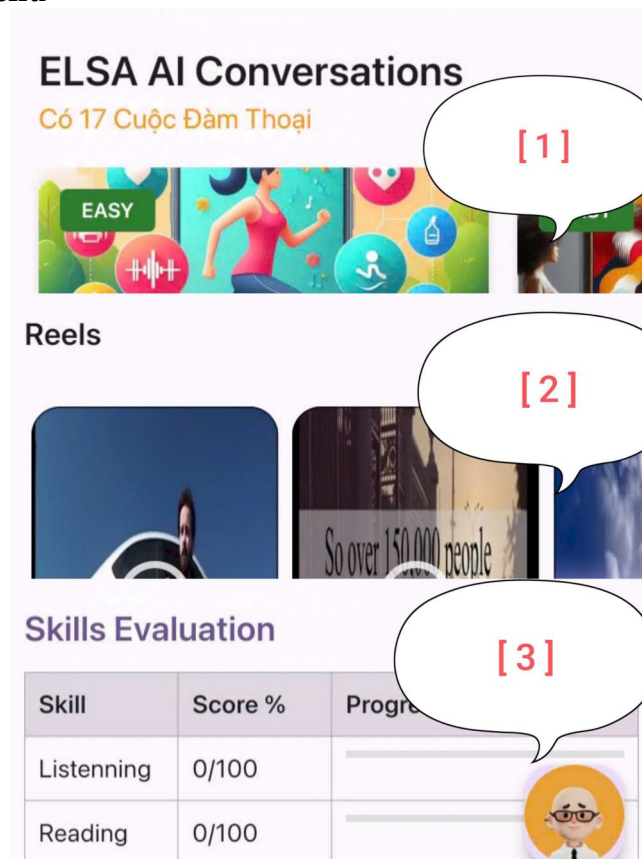 ELSA AI Conversations
Có 17 Cuộc Đàm Thoại
[ 1 ]
EASY
Reels
[ 2 ]
So over 150,000 people
Skills Evaluation
[ 3 ]
Skill Score %
Listenning 0/100
Reading 0/100